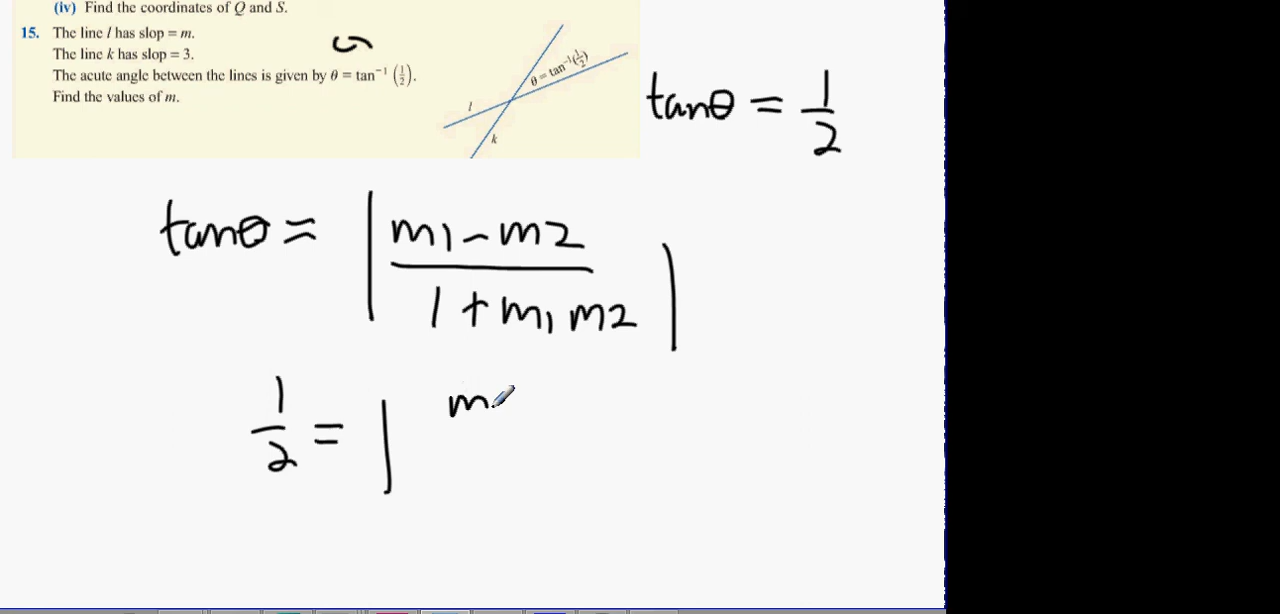 (iv) Find the coordinates of Q and S.
15. The line l has slop = m.
The line k has slop = 3.
The acute angle between the lines is given by θ = tan⁻¹ (1/2).
Find the values of m.
θ = tan⁻¹(1/2)
l
k
tanθ = 1/2
tanθ = | m1 - m2 / 1 + m1 m2 |
1/2 = | m